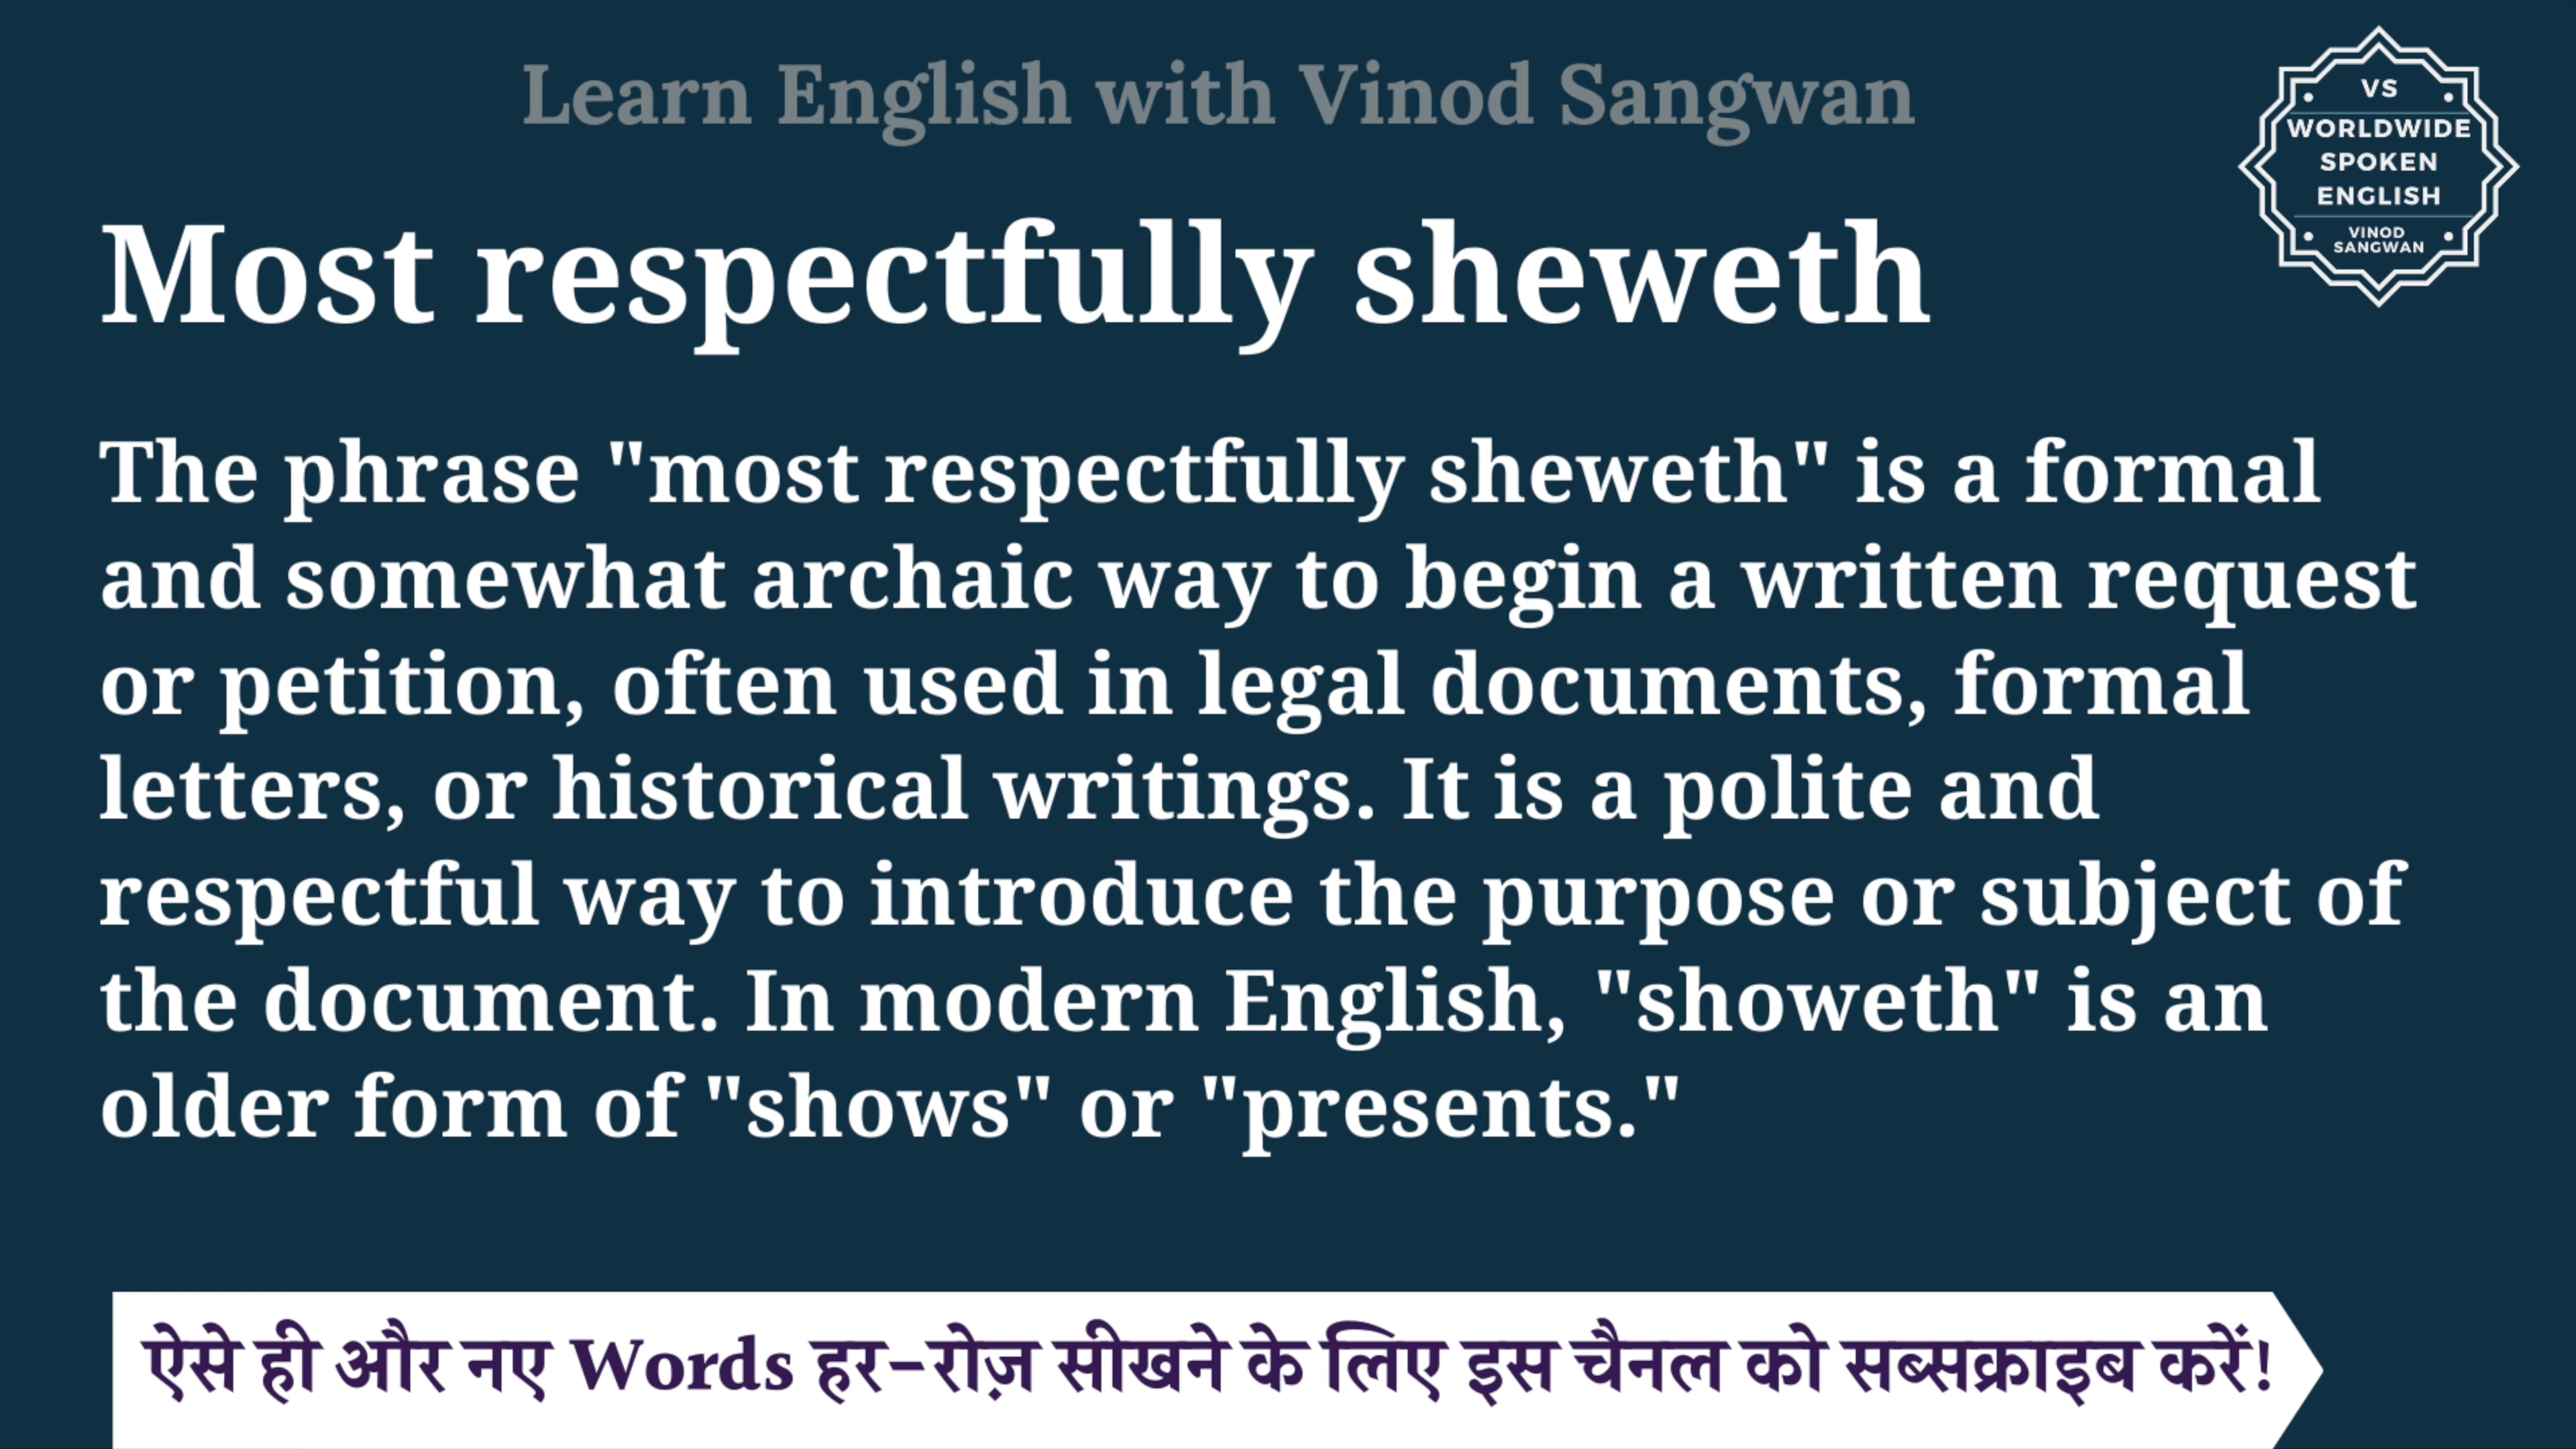 Learn English with Vinod Sangwan
VS
WORLDWIDE
SPOKEN
ENGLISH
VINOD
SANGWAN
Most respectfully sheweth
The phrase "most respectfully sheweth" is a formal
and somewhat archaic way to begin a written request
or petition, often used in legal documents, formal
letters, or historical writings. It is a polite and
respectful way to introduce the purpose or subject of
the document. In modern English, "showeth" is an
older form of "shows" or "presents."
ऐसे ही और नए Words हर-रोज़ सीखने के लिए इस चैनल को सब्सक्राइब करें!